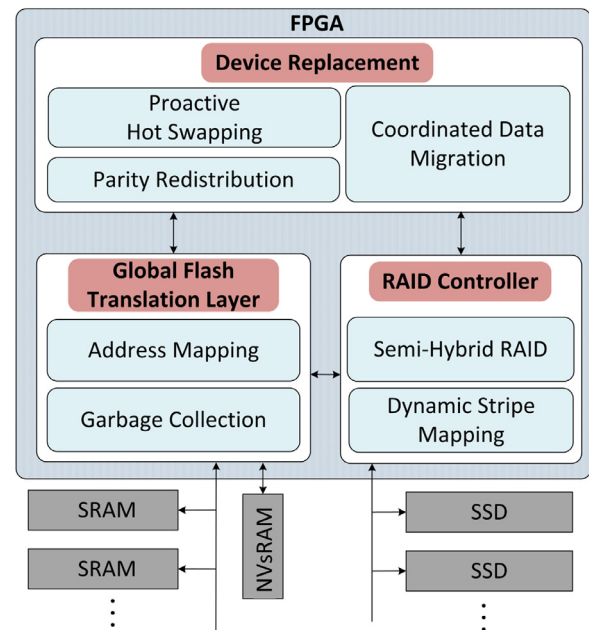 FPGA
Device Replacement
Proactive
Hot Swapping
Parity Redistribution
Coordinated Data
Migration
Global Flash
Translation Layer
Address Mapping
Garbage Collection
RAID Controller
Semi-Hybrid RAID
Dynamic Stripe
Mapping
SRAM
SRAM
NVsRAM
SSD
SSD